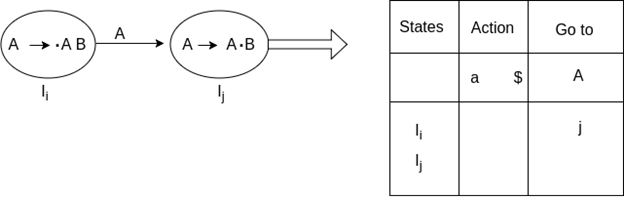 A → ·A B
A
A → A·B
Ii
Ij
States Action Go to
a $ A
Ii j
Ij